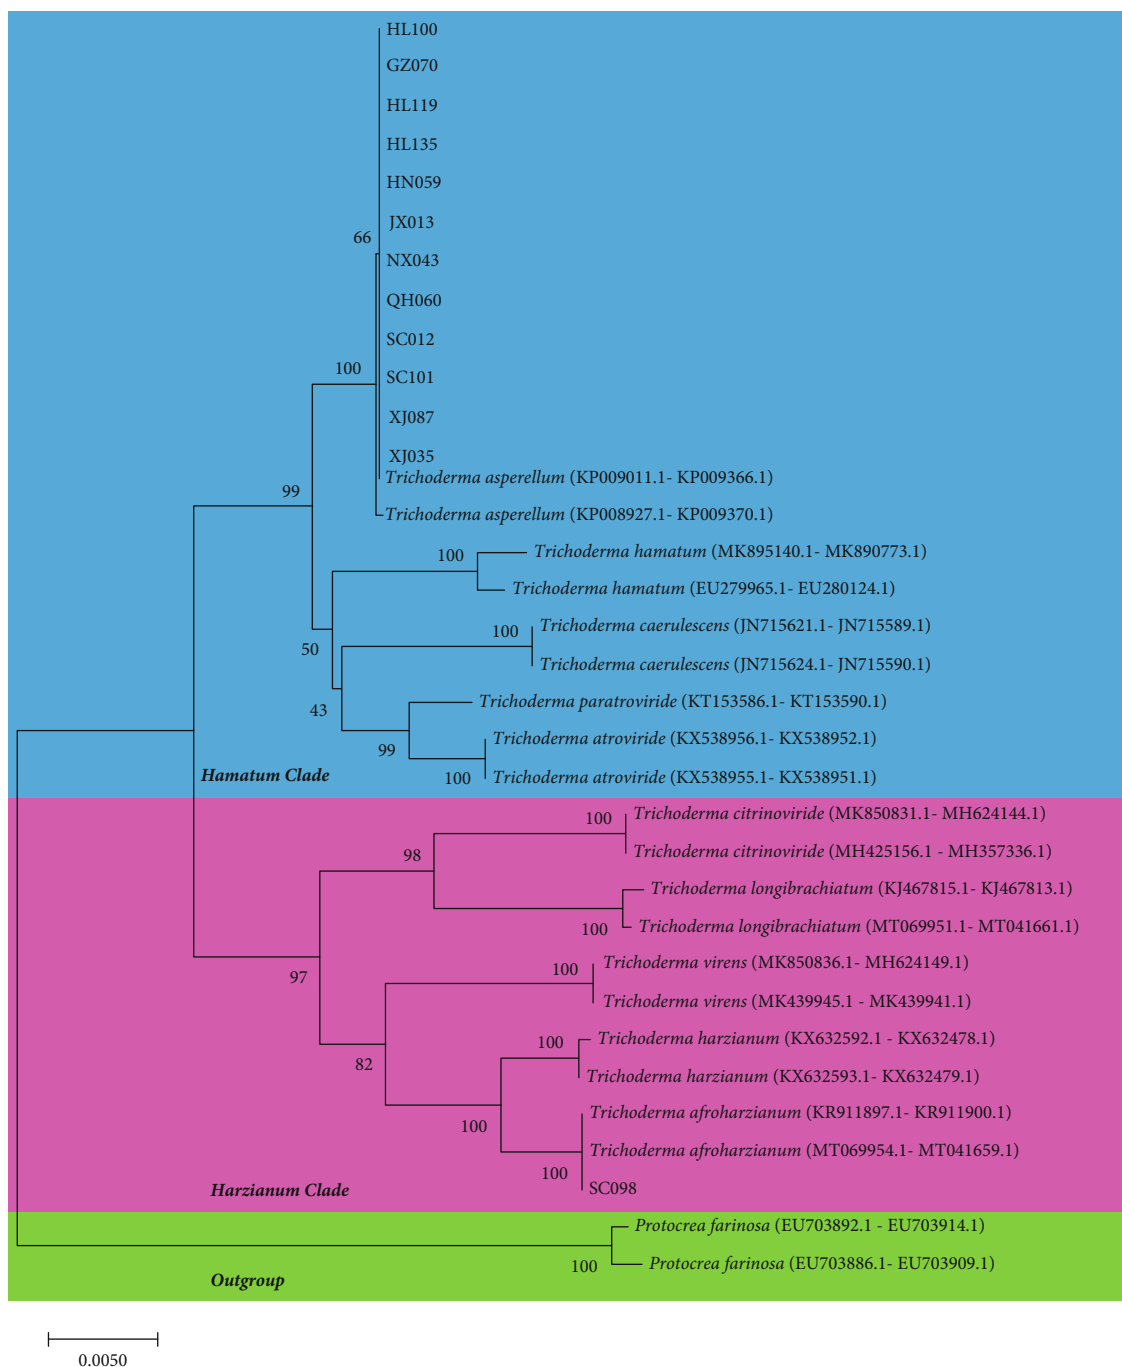 HL100
GZ070
HL119
HL135
HN059
JX013
66
NX043
QH060
SC012
100
SC101
XJ087
XJ035
Trichoderma asperellum (KP009011.1- KP009366.1)
99
Trichoderma asperellum (KP008927.1- KP009370.1)
100
Trichoderma hamatum (MK895140.1- MK890773.1)
Trichoderma hamatum (EU279965.1- EU280124.1)
100
Trichoderma caerulescens (JN715621.1- JN715589.1)
50
Trichoderma caerulescens (JN715624.1- JN715590.1)
Trichoderma paratroviride (KT153586.1- KT153590.1)
43
Trichoderma atroviride (KX538956.1- KX538952.1)
99
Hamatum Clade
100
Trichoderma atroviride (KX538955.1- KX538951.1)
100
Trichoderma citrinoviride (MK850831.1- MH624144.1)
98
Trichoderma citrinoviride (MH425156.1 - MH357336.1)
Trichoderma longibrachiatum (KJ467815.1- KJ467813.1)
100
Trichoderma longibrachiatum (MT069951.1- MT041661.1)
97
100
Trichoderma virens (MK850836.1- MH624149.1)
Trichoderma virens (MK439945.1 - MK439941.1)
100
Trichoderma harzianum (KX632592.1 - KX632478.1)
82
Trichoderma harzianum (KX632593.1- KX632479.1)
Trichoderma afroharzianum (KR911897.1- KR911900.1)
100
Trichoderma afroharzianum (MT069954.1- MT041659.1)
100
Harzianum Clade
SC098
Protocrea farinosa (EU703892.1 - EU703914.1)
100
Protocrea farinosa (EU703886.1- EU703909.1)
Outgroup
0.0050